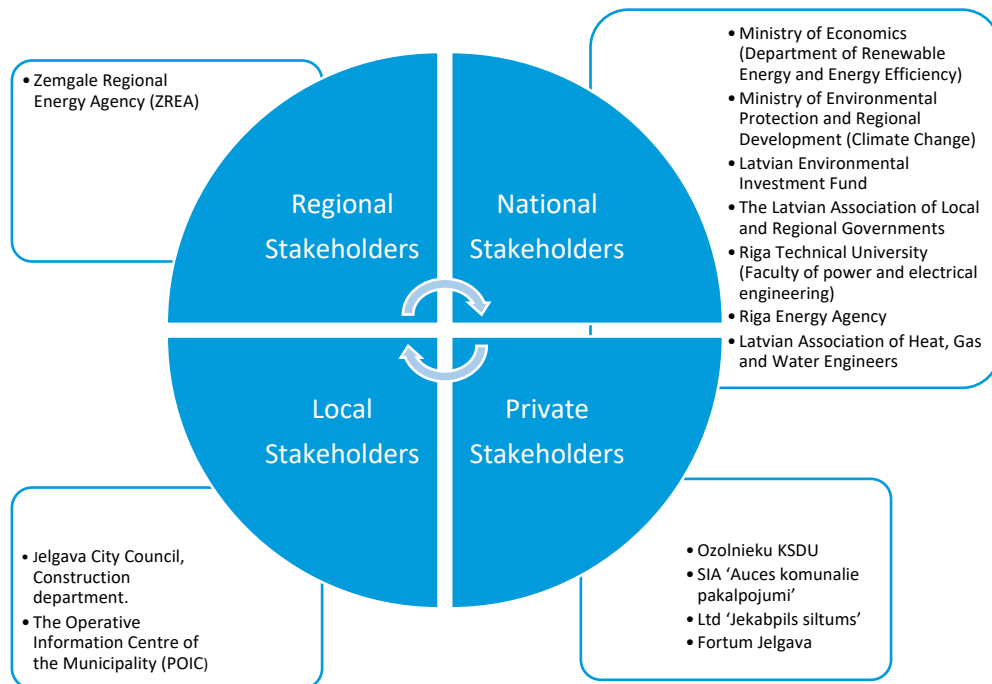 • Zemgale Regional
Energy Agency (ZREA)
Regional
Stakeholders
National
Stakeholders
• Ministry of Economics
(Department of Renewable
Energy and Energy Efficiency)
• Ministry of Environmental
Protection and Regional
Development (Climate Change)
• Latvian Environmental
Investment Fund
• The Latvian Association of Local
and Regional Governments
• Riga Technical University
(Faculty of power and electrical
engineering)
• Riga Energy Agency
• Latvian Association of Heat, Gas
and Water Engineers
Local
Stakeholders
Private
Stakeholders
• Jelgava City Council,
Construction
department.
• The Operative
Information Centre of
the Municipality (POIC)
• Ozolnieku KSDU
• SIA ‘Auces komunalie
pakalpojumi’
• Ltd ‘Jekabpils siltums’
• Fortum Jelgava